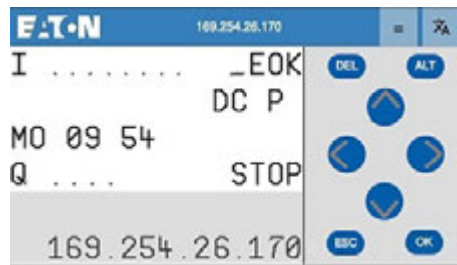 EATON 169.254.26.170
I ........ _EOK
DEL ALT
DC P
MO 09 54
Q .... STOP
169.254.26.170
ESC OK